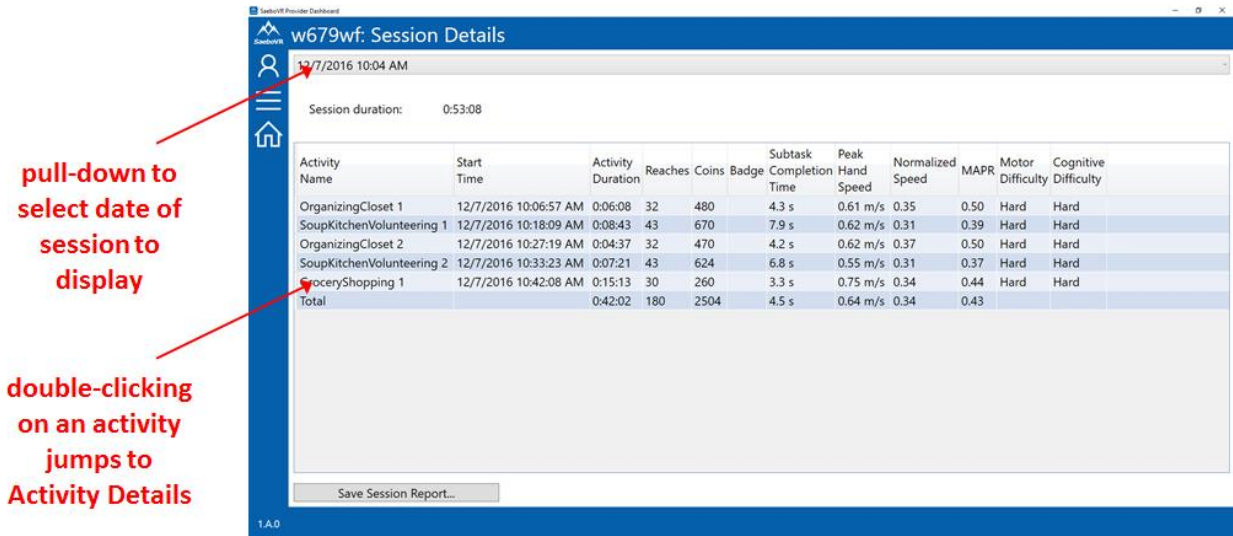 SaeboVR Provider Dashboard
SaeboVR
w679wf: Session Details
12/7/2016 10:04 AM
Session duration: 0:53:08
pull-down to
select date of
session to
display
double-clicking
on an activity
jumps to
Activity Details
Activity Name Start Time Activity Duration Reaches Coins Badge Subtask Completion Time Peak Hand Speed Normalized Speed MAPR Motor Difficulty Cognitive Difficulty
OrganizingCloset 1 12/7/2016 10:06:57 AM 0:06:08 32 480 4.3 s 0.61 m/s 0.35 0.50 Hard Hard
SoupKitchenVolunteering 1 12/7/2016 10:18:09 AM 0:08:43 43 670 7.9 s 0.62 m/s 0.31 0.39 Hard Hard
OrganizingCloset 2 12/7/2016 10:27:19 AM 0:04:37 32 470 4.2 s 0.62 m/s 0.37 0.50 Hard Hard
SoupKitchenVolunteering 2 12/7/2016 10:33:23 AM 0:07:21 43 624 6.8 s 0.55 m/s 0.31 0.37 Hard Hard
GroceryShopping 1 12/7/2016 10:42:08 AM 0:15:13 30 260 3.3 s 0.75 m/s 0.34 0.44 Hard Hard
Total 0:42:02 180 2504 4.5 s 0.64 m/s 0.34 0.43
Save Session Report...
1.A.0